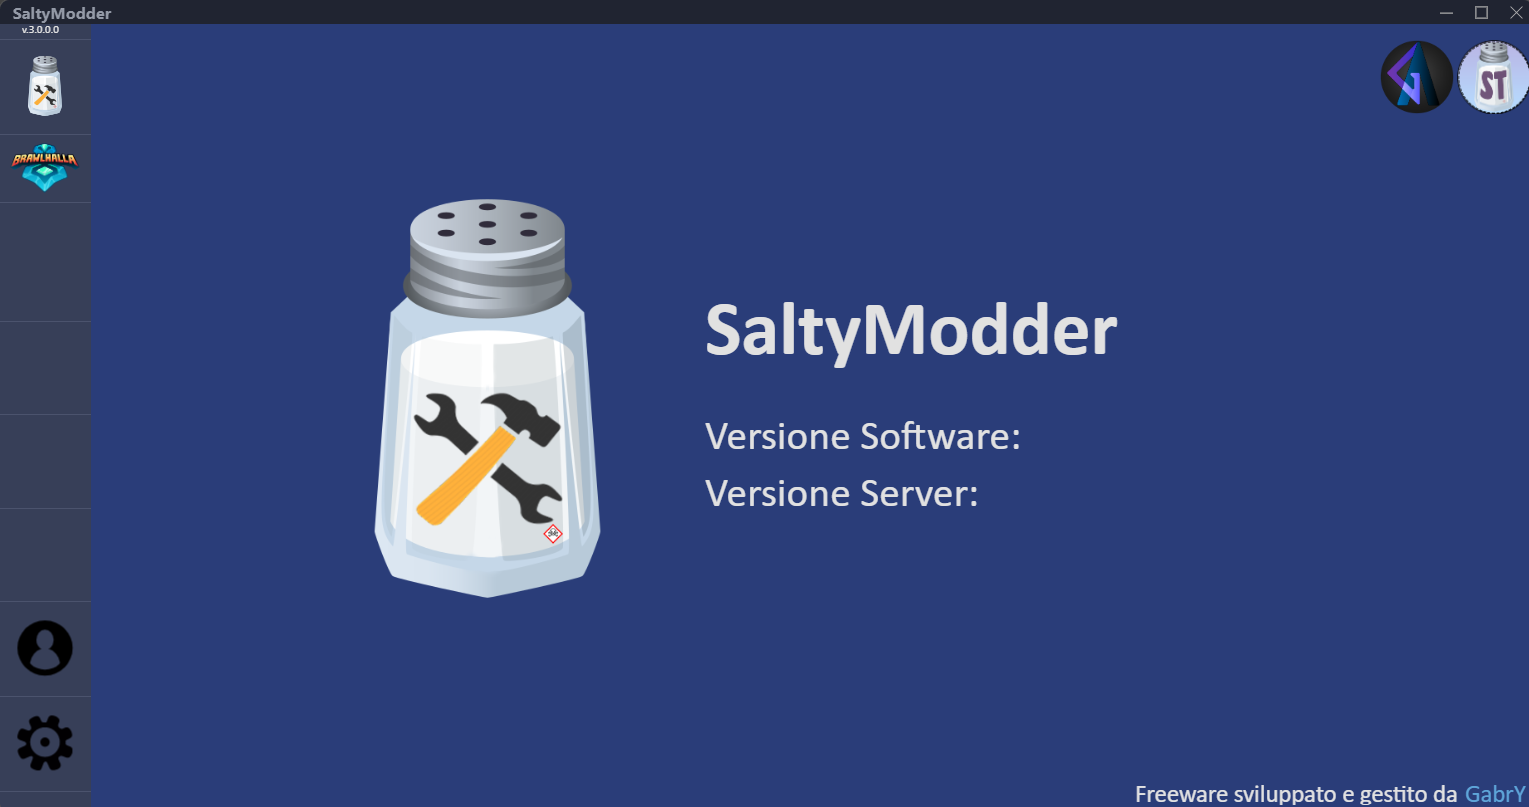 SaltyModder
v.3.0.0.0
BRAWLHALLA
ST
SaltyModder
Versione Software:
Versione Server:
Freeware sviluppato e gestito da GabrY